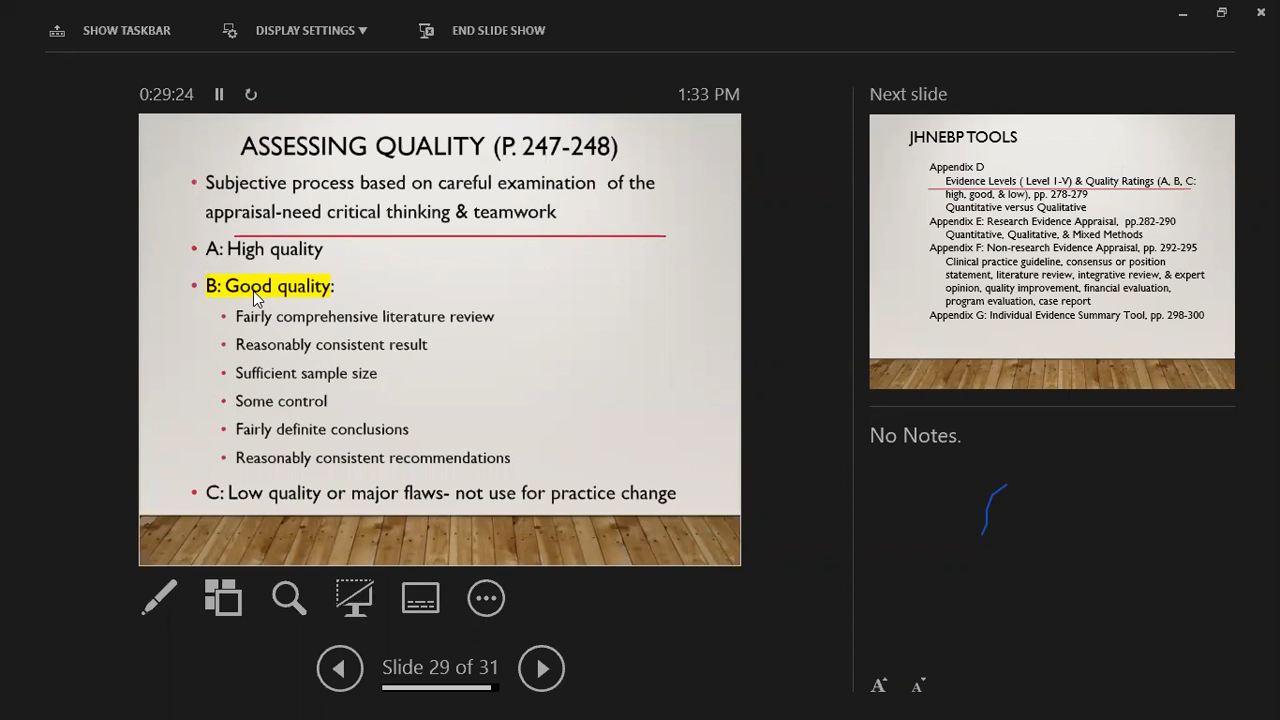 SHOW TASKBAR
DISPLAY SETTINGS ▼
END SLIDE SHOW
0:29:24
1:33 PM
ASSESSING QUALITY (P. 247-248)
• Subjective process based on careful examination of the
appraisal-need critical thinking & teamwork
• A: High quality
• B: Good quality:
• Fairly comprehensive literature review
• Reasonably consistent result
• Sufficient sample size
• Some control
• Fairly definite conclusions
• Reasonably consistent recommendations
• C: Low quality or major flaws- not use for practice change
Slide 29 of 31
Next slide
JHNEBP TOOLS
Appendix D
Evidence Levels ( Level 1-V) & Quality Ratings (A, B, C:
high, good, & low), pp. 278-279
Quantitative versus Qualitative
Appendix E: Research Evidence Appraisal, pp.282-290
Quantitative, Qualitative, & Mixed Methods
Appendix F: Non-research Evidence Appraisal, pp. 292-295
Clinical practice guideline, consensus or position
statement, literature review, integrative review, & expert
opinion, quality improvement, financial evaluation,
program evaluation, case report
Appendix G: Individual Evidence Summary Tool, pp. 298-300
No Notes.
A A